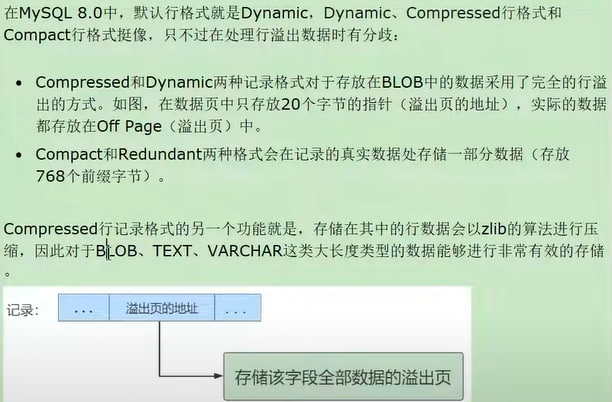 在MySQL 8.0中，默认行格式就是Dynamic，Dynamic、Compressed行格式和
Compact行格式挺像，只不过在处理行溢出数据时有分歧：
• Compressed和Dynamic两种记录格式对于存放在BLOB中的数据采用了完全的行溢
出的方式。如图，在数据页中只存放20个字节的指针（溢出页的地址），实际的数据
都存放在Off Page（溢出页）中。
• Compact和Redundant两种格式会在记录的真实数据处存储一部分数据（存放
768个前缀字节）。
Compressed行记录格式的另一个功能就是，存储在其中的行数据会以zlib的算法进行压
缩，因此对于BLOB、TEXT、VARCHAR这类大长度类型的数据能够进行非常有效的存储
。
记录： ... 溢出页的地址 ...
存储该字段全部数据的溢出页